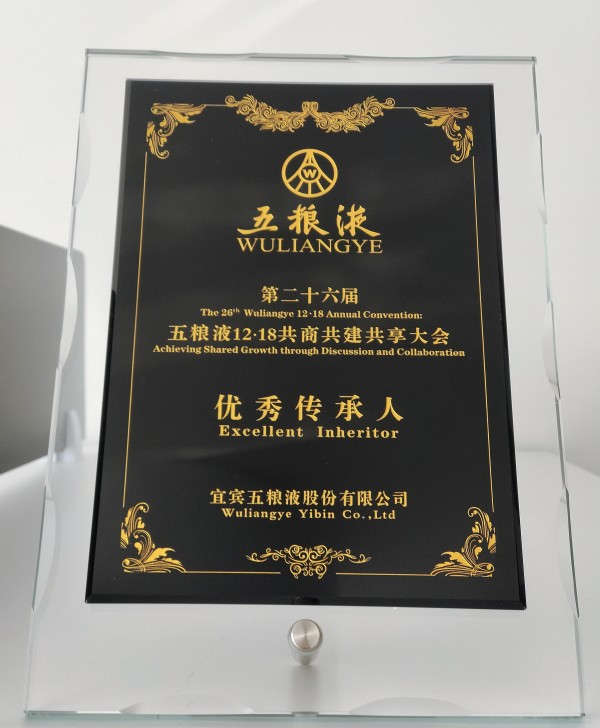 W
五粮液
WULIANGYE
第二十六届
The 26th Wuliangye 12·18 Annual Convention:
五粮液12·18共商共建共享大会
Achieving Shared Growth through Discussion and Collaboration
优秀传承人
Excellent Inheritor
宜宾五粮液股份有限公司
Wuliangye Yibin Co.,Ltd